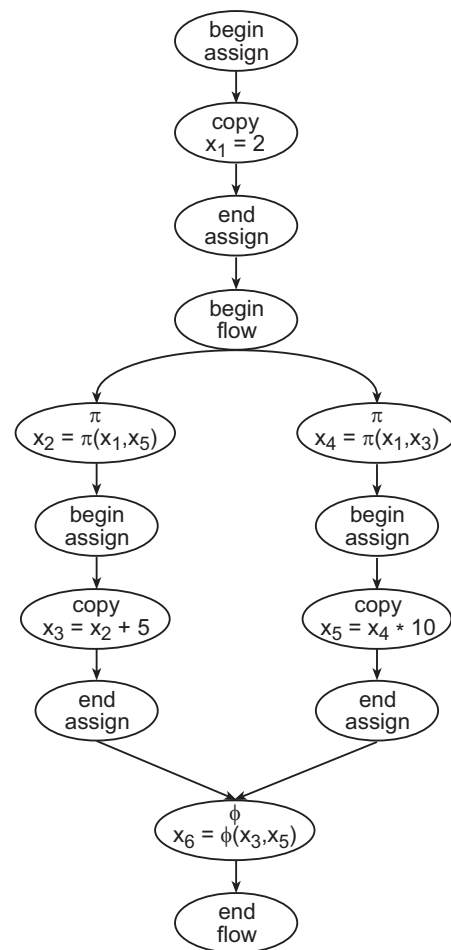 begin
assign
copy
x₁ = 2
end
assign
begin
flow
π
x₂ = π(x₁,x₅)
begin
assign
copy
x₃ = x₂ + 5
end
assign
π
x₄ = π(x₁,x₃)
begin
assign
copy
x₅ = x₄ * 10
end
assign
ϕ
x₆ = ϕ(x₃,x₅)
end
flow